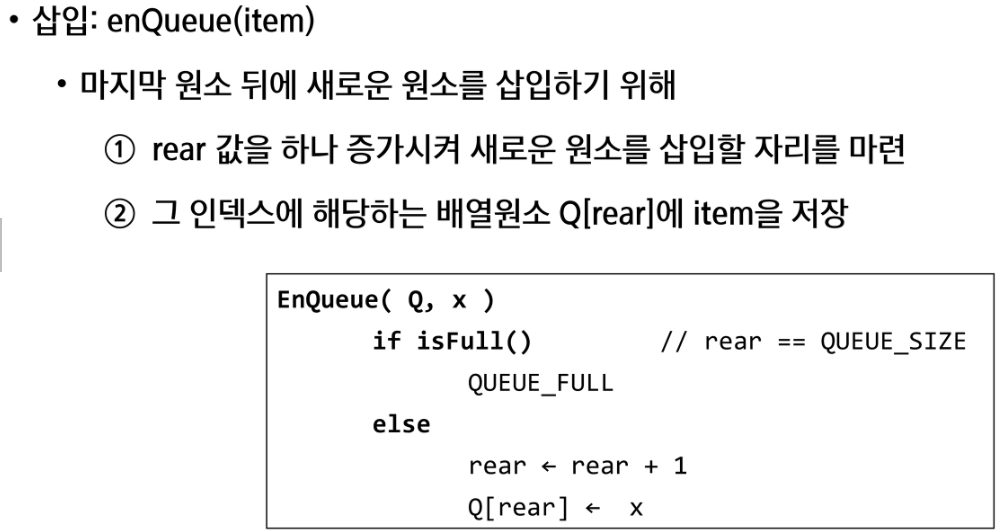 • 삽입: enQueue(item)
• 마지막 원소 뒤에 새로운 원소를 삽입하기 위해
① rear 값을 하나 증가시켜 새로운 원소를 삽입할 자리를 마련
② 그 인덱스에 해당하는 배열원소 Q[rear]에 item을 저장
EnQueue( Q, x )
if isFull() // rear == QUEUE_SIZE
QUEUE_FULL
else
rear ← rear + 1
Q[rear] ← x